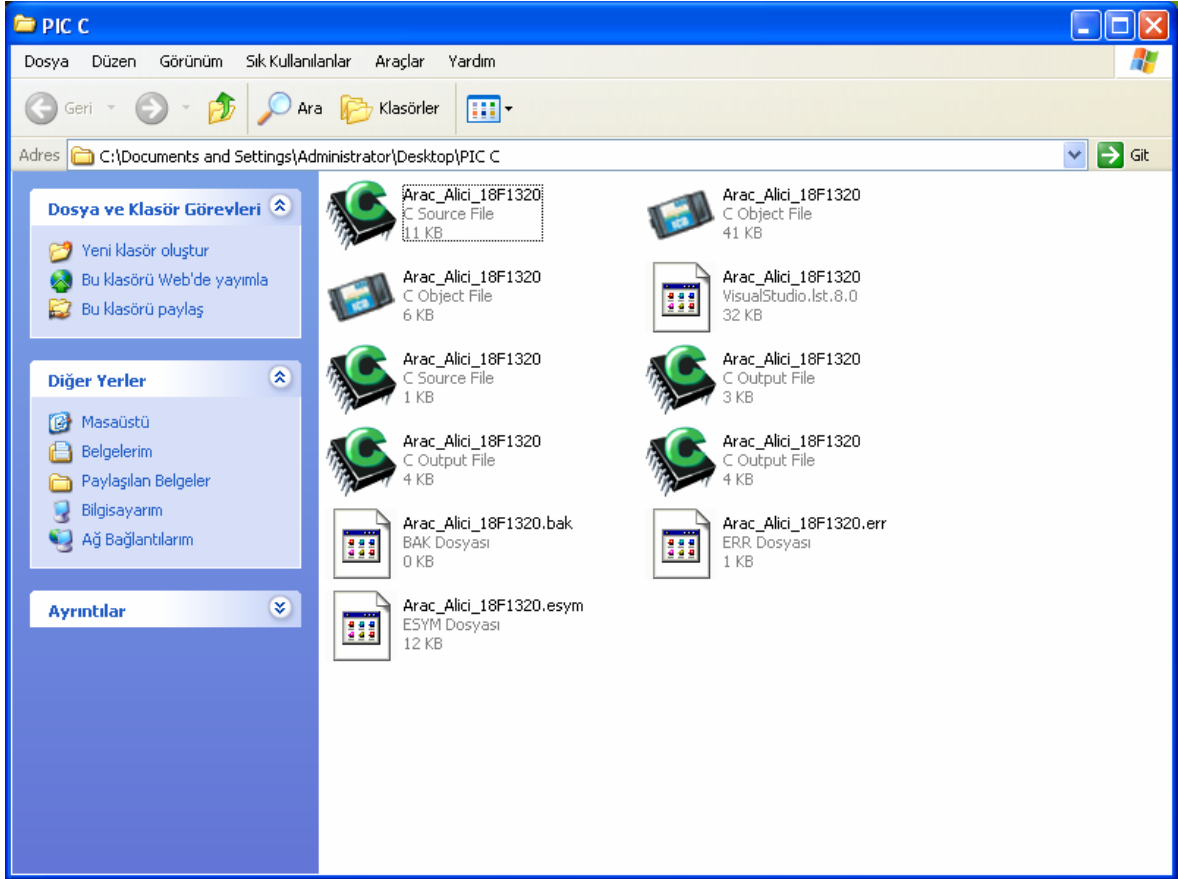 PIC C
Dosya Düzen Görünüm Sık Kullanılanlar Araçlar Yardım
Geri Ara Klasörler
Adres C:\Documents and Settings\Administrator\Desktop\PIC C Git
Dosya ve Klasör Görevleri
Yeni klasör oluştur
Bu klasörü Web'de yayımla
Bu klasörü paylaş
Diğer Yerler
Masaüstü
Belgelerim
Paylaşılan Belgeler
Bilgisayarım
Ağ Bağlantılarım
Ayrıntılar
Arac_Alici_18F1320
C Source File
11 KB
Arac_Alici_18F1320
C Object File
41 KB
Arac_Alici_18F1320
C Object File
6 KB
Arac_Alici_18F1320
VisualStudio.lst.8.0
32 KB
Arac_Alici_18F1320
C Source File
1 KB
Arac_Alici_18F1320
C Output File
3 KB
Arac_Alici_18F1320
C Output File
4 KB
Arac_Alici_18F1320
C Output File
4 KB
Arac_Alici_18F1320.bak
BAK Dosyası
0 KB
Arac_Alici_18F1320.err
ERR Dosyası
1 KB
Arac_Alici_18F1320.esym
ESYM Dosyası
12 KB